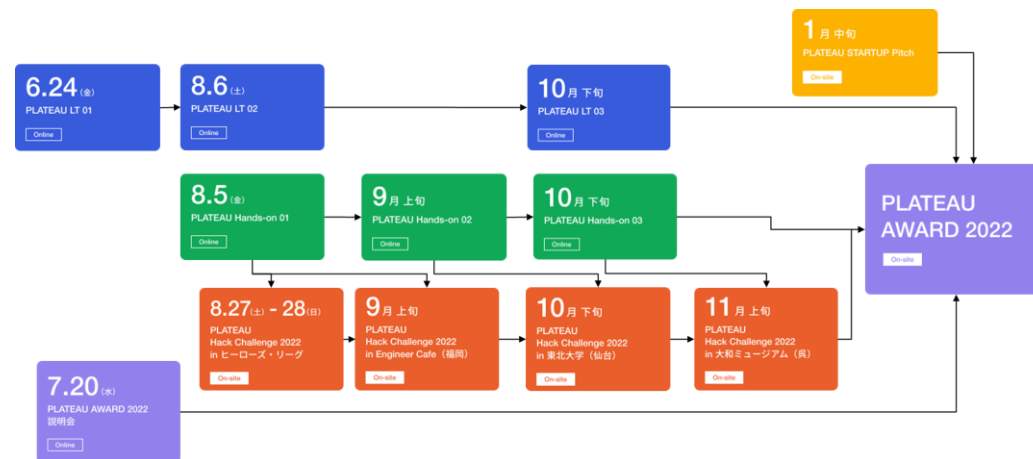 1月 中旬
PLATEAU STARTUP Pitch
On-site
6.24(金)
PLATEAU LT 01
Online
8.6(土)
PLATEAU LT 02
Online
10月 下旬
PLATEAU LT 03
Online
8.5(金)
PLATEAU Hands-on 01
Online
9月 上旬
PLATEAU Hands-on 02
Online
10月 下旬
PLATEAU Hands-on 03
Online
PLATEAU
AWARD 2022
On-site
8.27(土) - 28(日)
PLATEAU
Hack Challenge 2022
in ヒーローズ・リーグ
On-site
9月 上旬
PLATEAU
Hack Challenge 2022
in Engineer Cafe（福岡）
On-site
10月 下旬
PLATEAU
Hack Challenge 2022
in 東北大学（仙台）
On-site
11月 上旬
PLATEAU
Hack Challenge 2022
in 大和ミュージアム（呉）
On-site
7.20(水)
PLATEAU AWARD 2022
説明会
Online